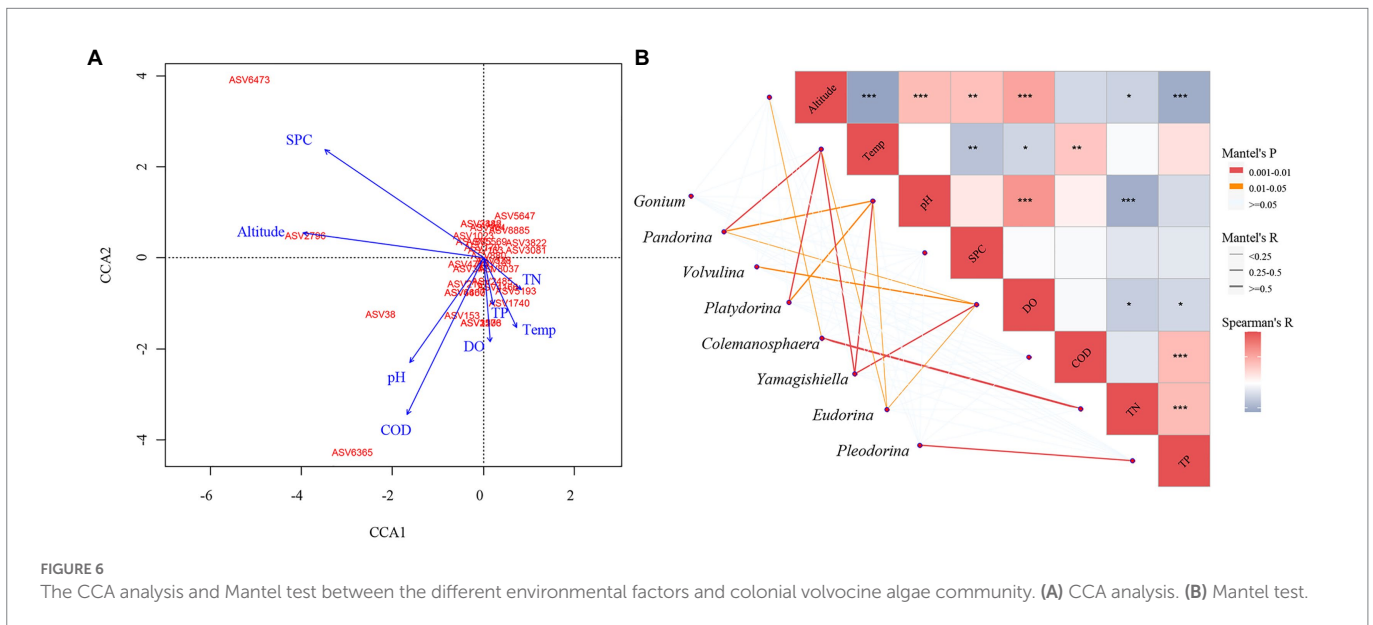 A
CCA2
4
2
0
-2
-4
-6
-4
-2
0
2
CCA1
ASV6473
SPC
Altitude
ASV2796
ASV5647
ASV8885
ASV3822
ASV3081
TN
ASV5193
ASV1740
TP
Temp
ASV38
ASV153
DO
pH
COD
ASV6365
B
Altitude
***
***
**
***
*
***
Temp
**
*
**
pH
***
***
SPC
DO
*
*
COD
***
TN
***
TP
Gonium
Pandorina
Volvulina
Platydorina
Colemanosphaera
Yamagishiella
Eudorina
Pleodorina
Mantel's P
0.001-0.01
0.01-0.05
>=0.05
Mantel's R
<0.25
0.25-0.5
>=0.5
Spearman's R
FIGURE 6
The CCA analysis and Mantel test between the different environmental factors and colonial volvocine algae community. (A) CCA analysis. (B) Mantel test.